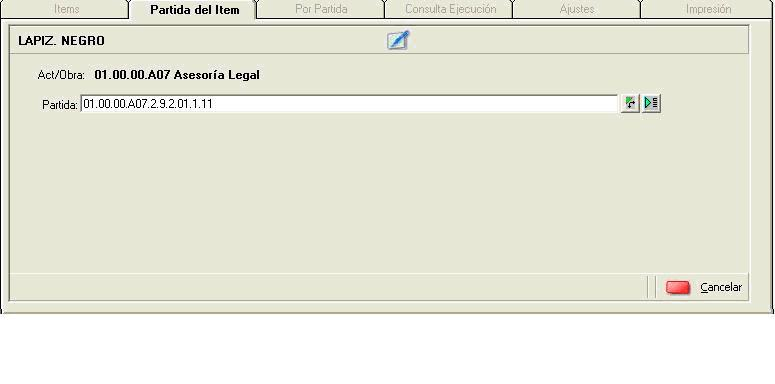 Items
Partida del Item
Por Partida
Consulta Ejecución
Ajustes
Impresión
LAPIZ. NEGRO
Act/Obra: 01.00.00.A07 Asesoría Legal
Partida: 01.00.00.A07.2.9.2.01.1.11
Cancelar